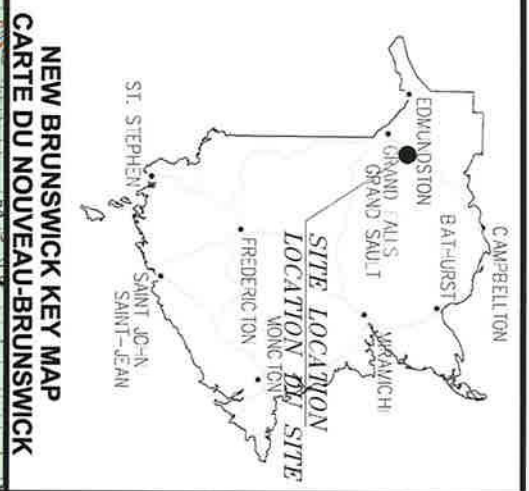 CAMPBELLTON
BATHURST
EDMUNDSTON
GRAND FALLS
GRAND SAULT
MIRAMICHI
SITE LOCATION
LOCATION DU SITE
FREDERICTON
MONCTON
ST. STEPHEN
SAINT JOHN
SAINT-JEAN
NEW BRUNSWICK KEY MAP
CARTE DU NOUVEAU-BRUNSWICK